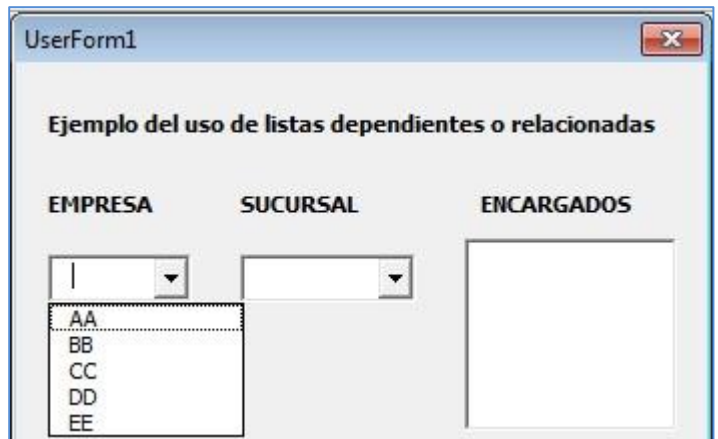 UserForm1
Ejemplo del uso de listas dependientes o relacionadas
EMPRESA SUCURSAL ENCARGADOS
AA
BB
CC
DD
EE